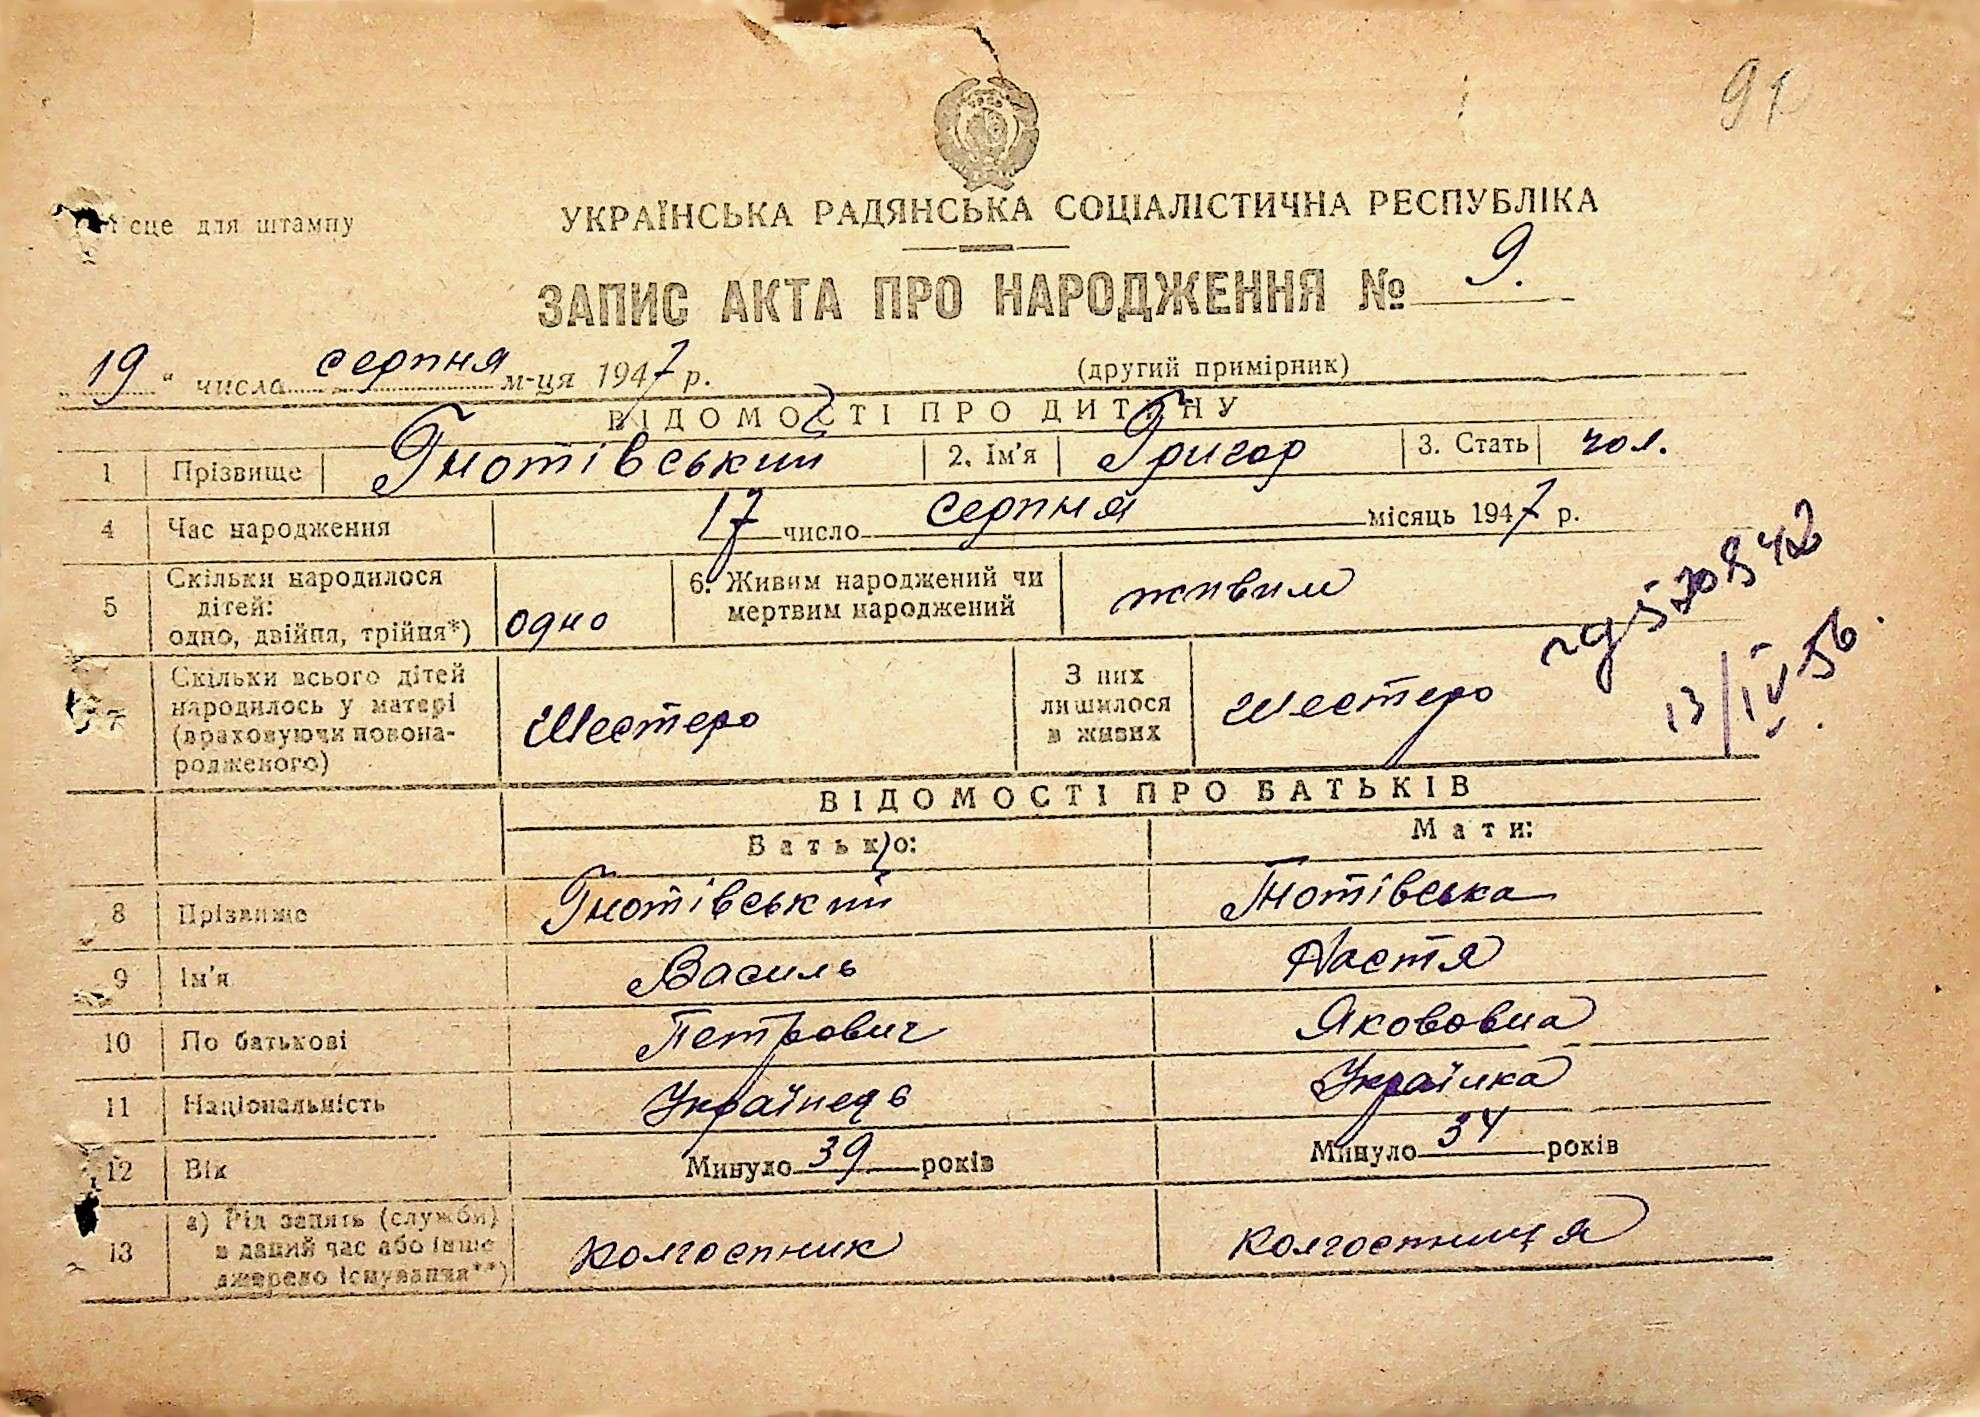 91
сце для штампу
УКРАЇНСЬКА РАДЯНСЬКА СОЦІАЛІСТИЧНА РЕСПУБЛІКА
ЗАПИС АКТА ПРО НАРОДЖЕННЯ № 9.
19 " числа серпня м-ця 1947 р.
(другий примірник)
ВІДОМОСТІ ПРО ДИТИНУ
1 Прізвище Гнотівський 2. Ім'я Григор 3. Стать чол.
4 Час народження 17 число серпня місяць 1947 р.
5 Скільки народилося дітей: одно, двійня, трійня*) одно 6. Живим народжений чи мертвим народжений живим
13/IV 56.
7 Скільки всього дітей народилось у матері (враховуючи новонародженого) Шестеро З них лишилося в живих шестеро
ВІДОМОСТІ ПРО БАТЬКІВ
Батько: Мати:
8 Прізвище Гнотівський Гнотівська
9 Ім'я Василь Настя
10 По батькові Петрович Якововна
11 Національність Українець Українка
12 Вік Минуло 39 років Минуло 34 років
13 а) Рід занять (служби) в даний час або інше джерело існування**) колгоспник колгоспниця